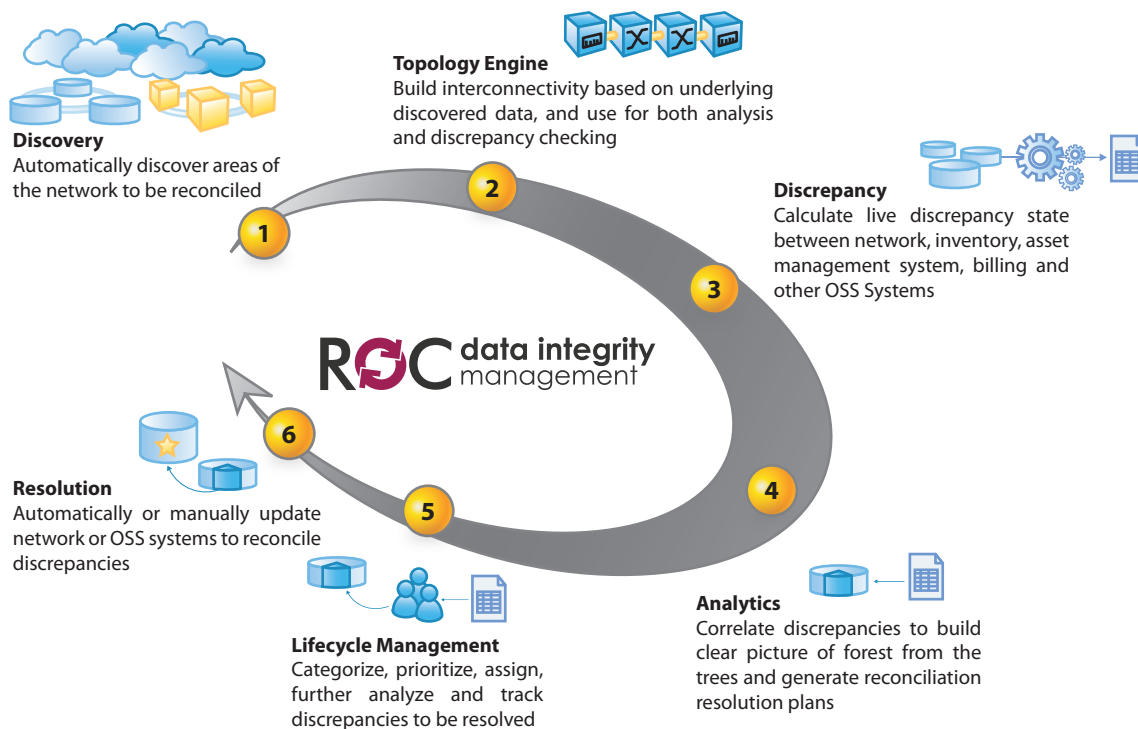 Discovery
Automatically discover areas of
the network to be reconciled
1
Topology Engine
Build interconnectivity based on underlying
discovered data, and use for both analysis
and discrepancy checking
2
Discrepancy
Calculate live discrepancy state
between network, inventory, asset
management system, billing and
other OSS Systems
3
ROC data integrity
management
4
Analytics
Correlate discrepancies to build
clear picture of forest from the
trees and generate reconciliation
resolution plans
5
Lifecycle Management
Categorize, prioritize, assign,
further analyze and track
discrepancies to be resolved
6
Resolution
Automatically or manually update
network or OSS systems to reconcile
discrepancies